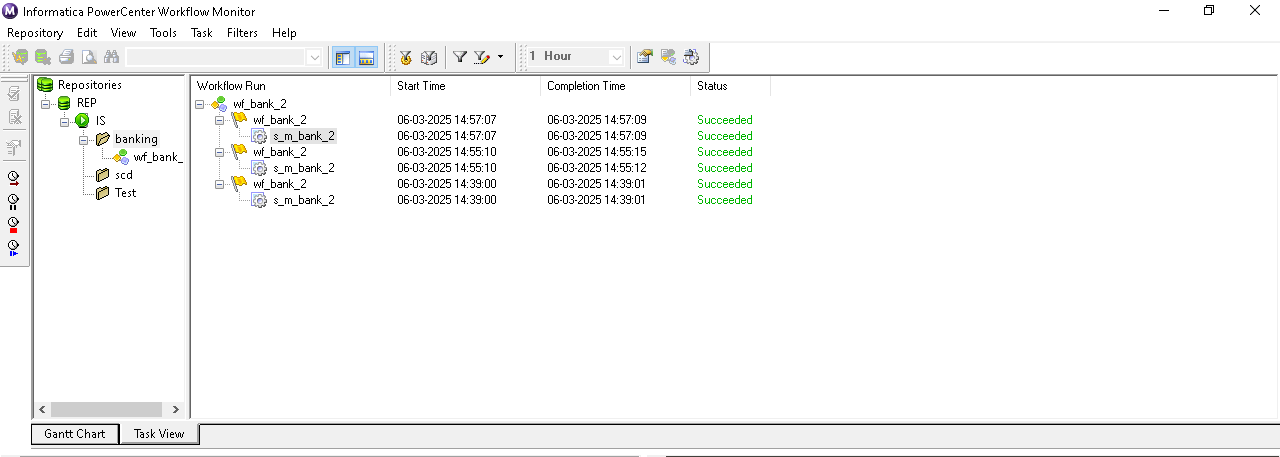 Informatica PowerCenter Workflow Monitor
Repository Edit View Tools Task Filters Help
1 Hour
Repositories
REP
IS
banking
wf_bank_
scd
Test
Workflow Run Start Time Completion Time Status
wf_bank_2
wf_bank_2 06-03-2025 14:57:07 06-03-2025 14:57:09 Succeeded
s_m_bank_2 06-03-2025 14:57:07 06-03-2025 14:57:09 Succeeded
wf_bank_2 06-03-2025 14:55:10 06-03-2025 14:55:15 Succeeded
s_m_bank_2 06-03-2025 14:55:10 06-03-2025 14:55:12 Succeeded
wf_bank_2 06-03-2025 14:39:00 06-03-2025 14:39:01 Succeeded
s_m_bank_2 06-03-2025 14:39:00 06-03-2025 14:39:01 Succeeded
Gantt Chart Task View